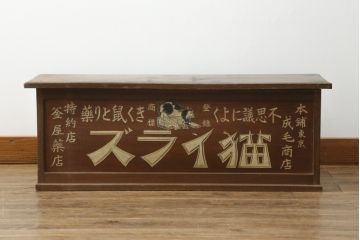 本舗東京
成毛商店
不思議によくきく鼠とり薬
登録
商標
猫イラズ
特約店
釜屋薬店